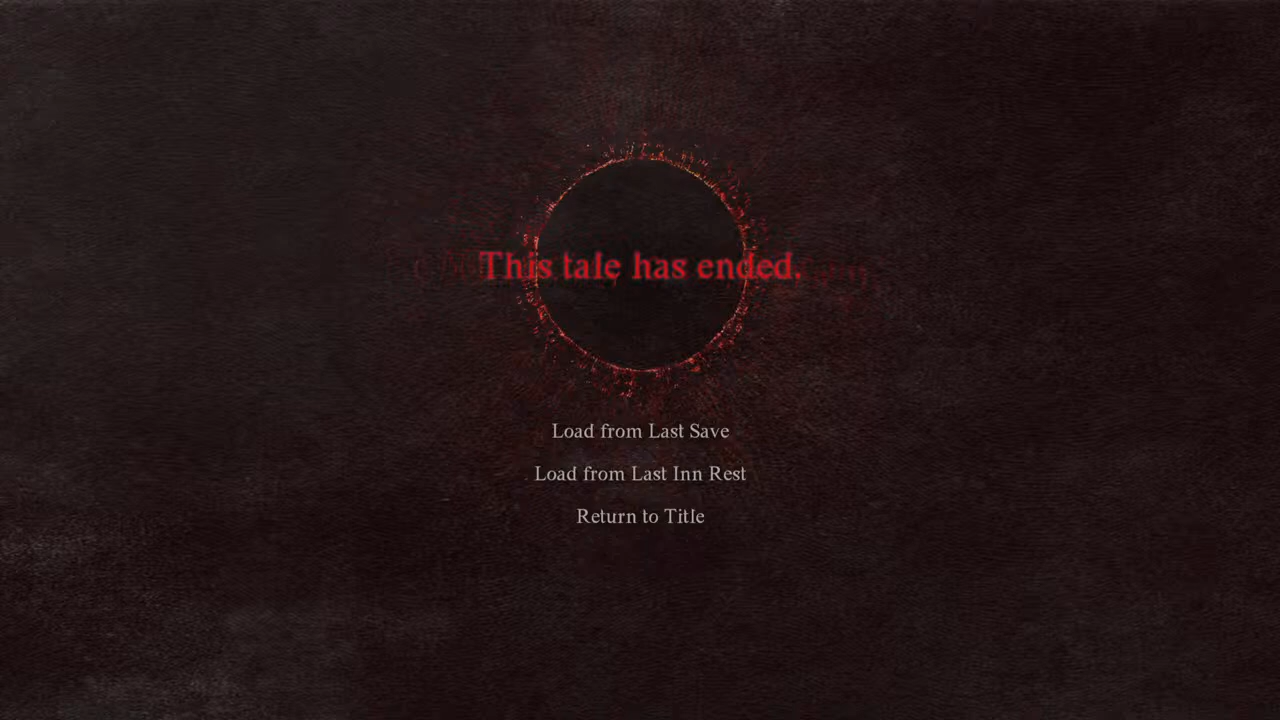 This tale has ended.
Load from Last Save
Load from Last Inn Rest
Return to Title